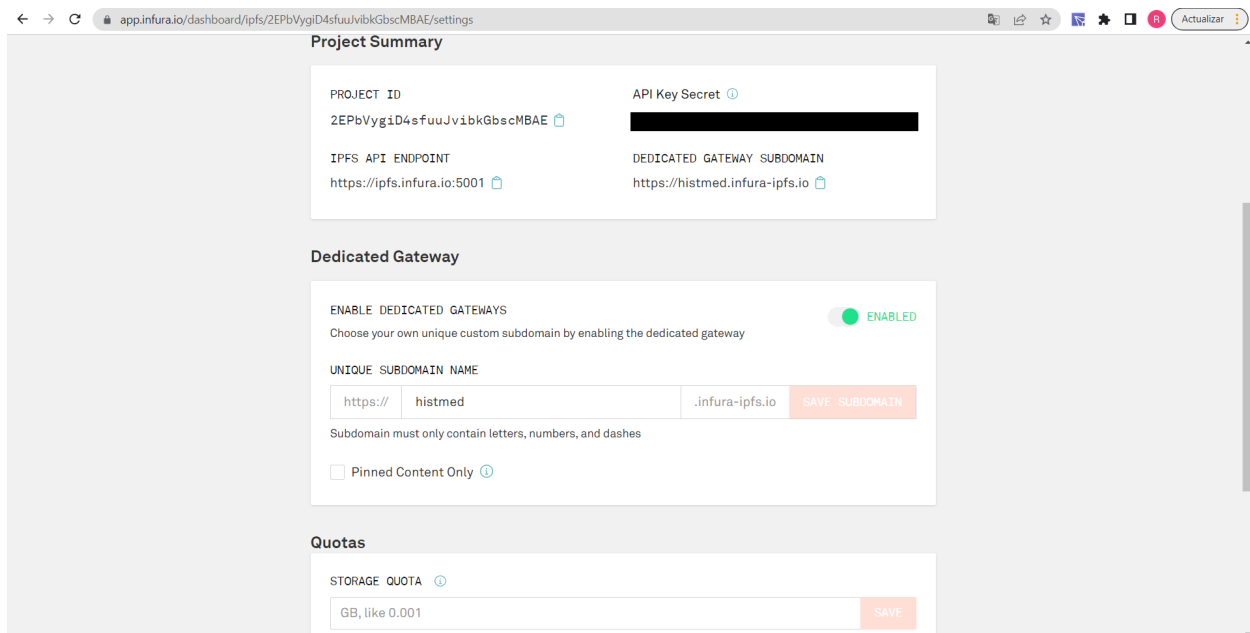 app.infura.io/dashboard/ipfs/2EPbVygiD4sfuuJvibkGbscMBAE/settings
R
Actualizar
Project Summary
PROJECT ID
API Key Secret
2EPbVygiD4sfuuJvibkGbscMBAE
IPFS API ENDPOINT
DEDICATED GATEWAY SUBDOMAIN
https://ipfs.infura.io:5001
https://histmed.infura-ipfs.io
Dedicated Gateway
ENABLE DEDICATED GATEWAYS
ENABLED
Choose your own unique custom subdomain by enabling the dedicated gateway
UNIQUE SUBDOMAIN NAME
https:// histmed .infura-ipfs.io SAVE SUBDOMAIN
Subdomain must only contain letters, numbers, and dashes
Pinned Content Only
Quotas
STORAGE QUOTA
GB, like 0.001 SAVE